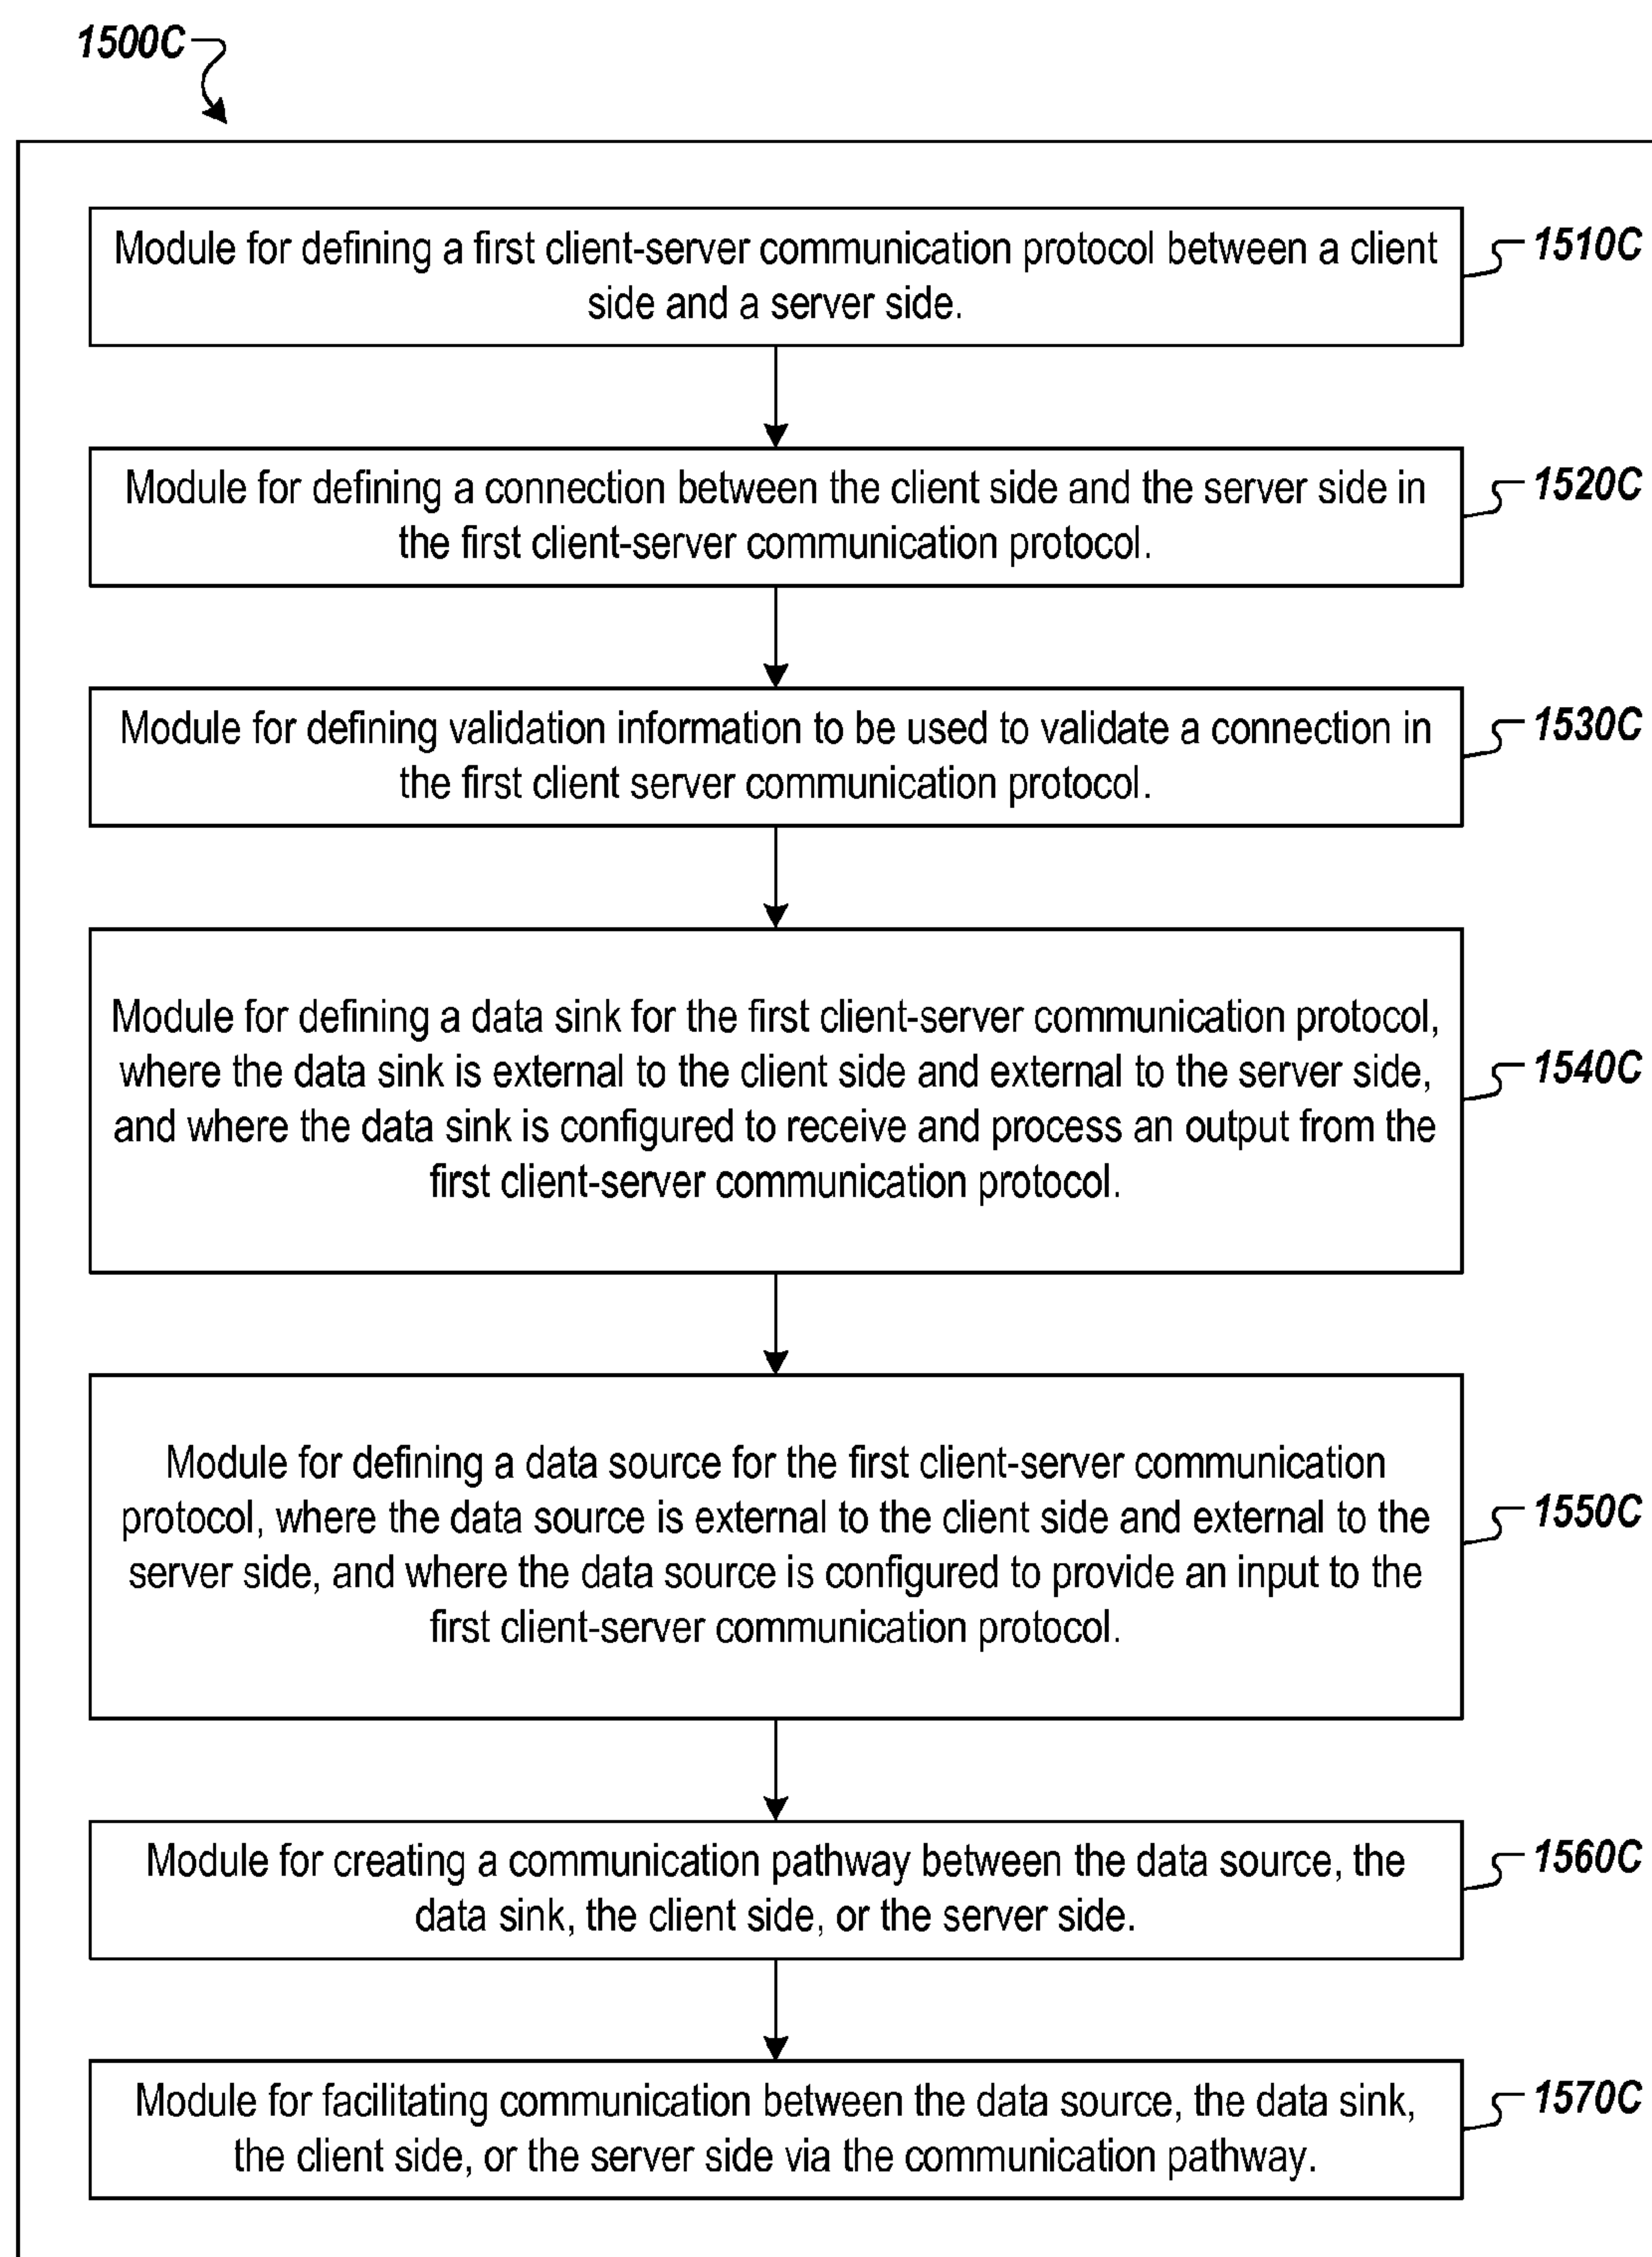 1500C
Module for defining a first client-server communication protocol between a client
side and a server side.
1510C
Module for defining a connection between the client side and the server side in
the first client-server communication protocol.
1520C
Module for defining validation information to be used to validate a connection in
the first client server communication protocol.
1530C
Module for defining a data sink for the first client-server communication protocol,
where the data sink is external to the client side and external to the server side,
and where the data sink is configured to receive and process an output from the
first client-server communication protocol.
1540C
Module for defining a data source for the first client-server communication
protocol, where the data source is external to the client side and external to the
server side, and where the data source is configured to provide an input to the
first client-server communication protocol.
1550C
Module for creating a communication pathway between the data source, the
data sink, the client side, or the server side.
1560C
Module for facilitating communication between the data source, the data sink,
the client side, or the server side via the communication pathway.
1570C